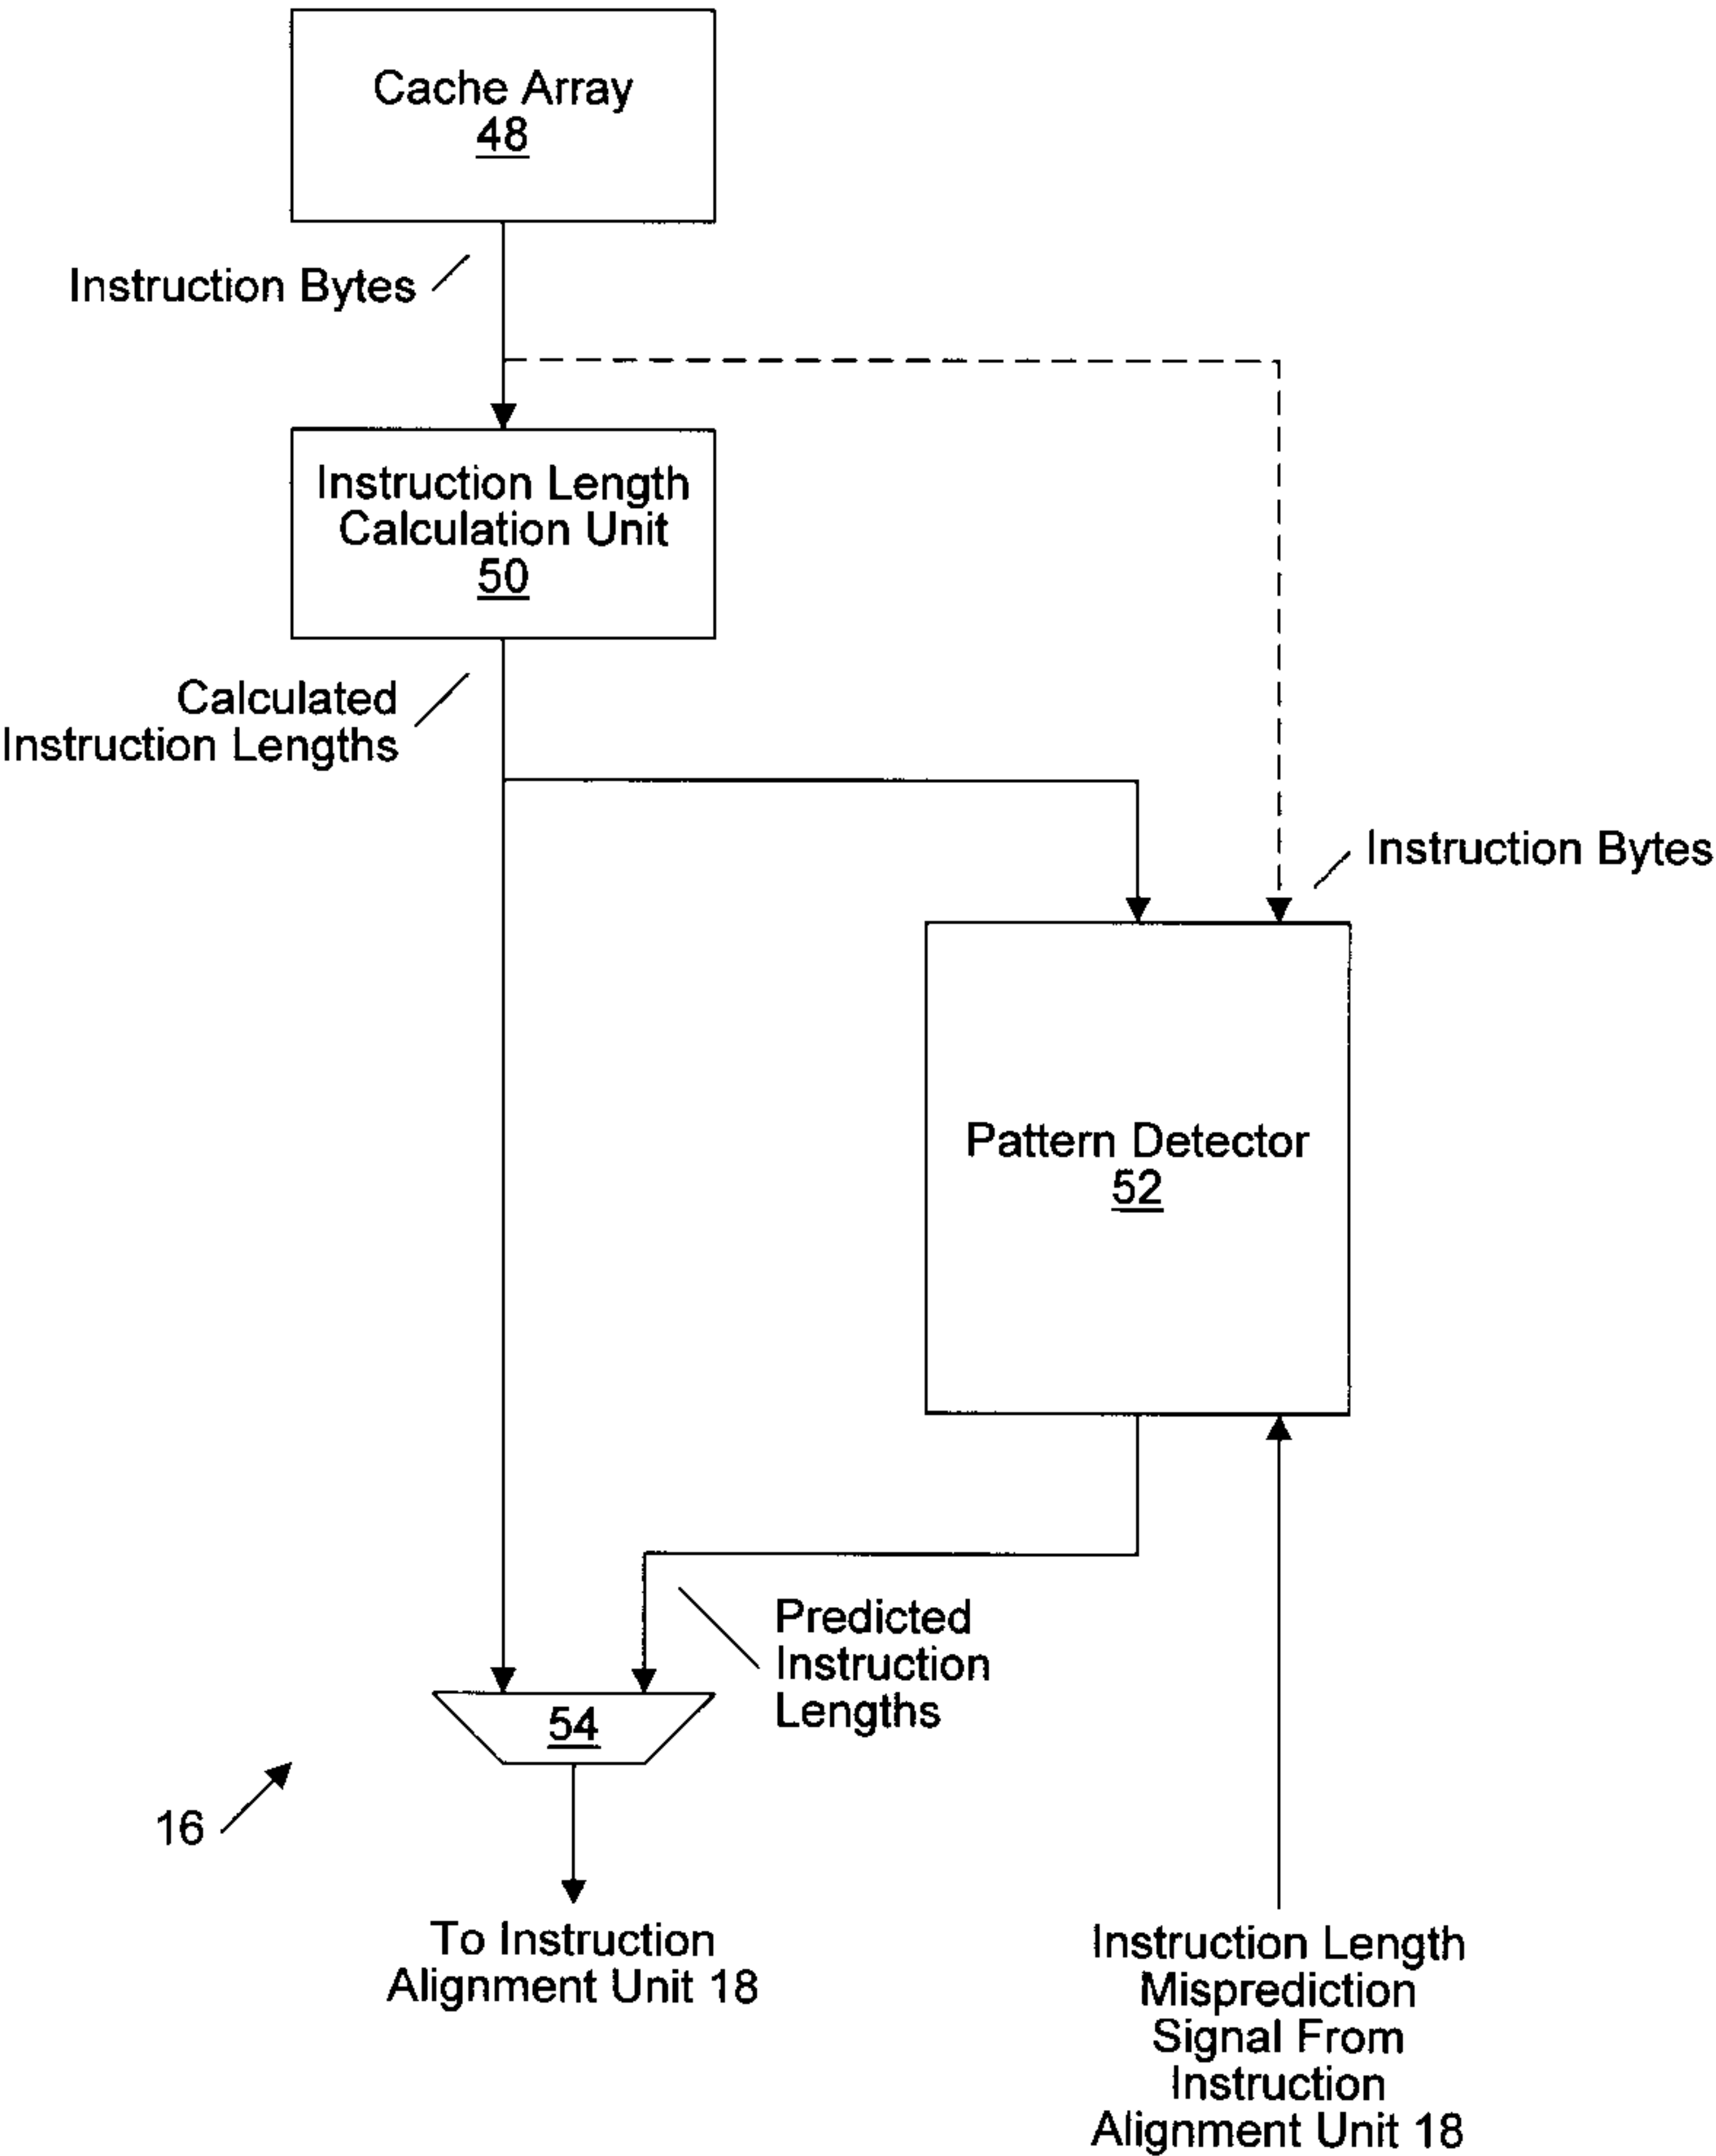 Cache Array
48
Instruction Bytes
Instruction Length
Calculation Unit
50
Calculated
Instruction Lengths
Instruction Bytes
Pattern Detector
52
Predicted
Instruction
Lengths
54
16
To Instruction
Alignment Unit 18
Instruction Length
Misprediction
Signal From
Instruction
Alignment Unit 18